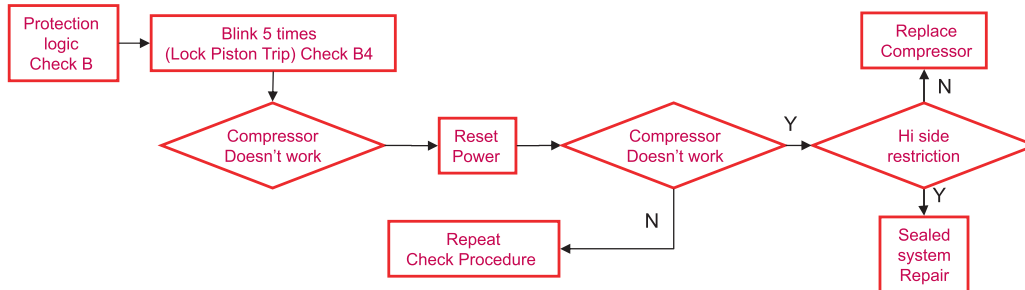 Protection
logic
Check B
Blink 5 times
(Lock Piston Trip) Check B4
Compressor
Doesn't work
Reset
Power
Compressor
Doesn't work
Y
N
Repeat
Check Procedure
Hi side
restriction
N
Replace
Compressor
Y
Sealed
system
Repair